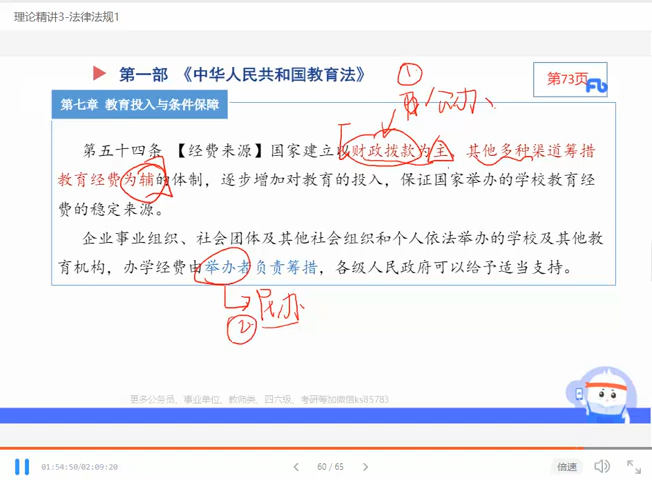 理论精讲3-法律法规1
第一部 《中华人民共和国教育法》
第73页
①
公办、
第七章 教育投入与条件保障
第五十四条 【经费来源】国家建立以财政拨款为主、其他多种渠道筹措
教育经费为辅的体制，逐步增加对教育的投入，保证国家举办的学校教育经
费的稳定来源。
企业事业组织、社会团体及其他社会组织和个人依法举办的学校及其他教
育机构，办学经费由举办者负责筹措，各级人民政府可以给予适当支持。
②民办
更多公务员、事业单位、教师类、四六级、考研等加微信ks85783
01:54:50/02:09:20
60 / 65
倍速